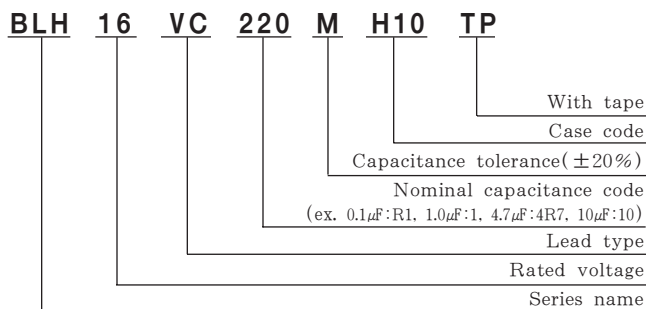 BLH 16 VC 220 M H10 TP
With tape
Case code
Capacitance tolerance(±20%)
Nominal capacitance code
(ex. 0.1μF:R1, 1.0μF:1, 4.7μF:4R7, 10μF:10)
Lead type
Rated voltage
Series name